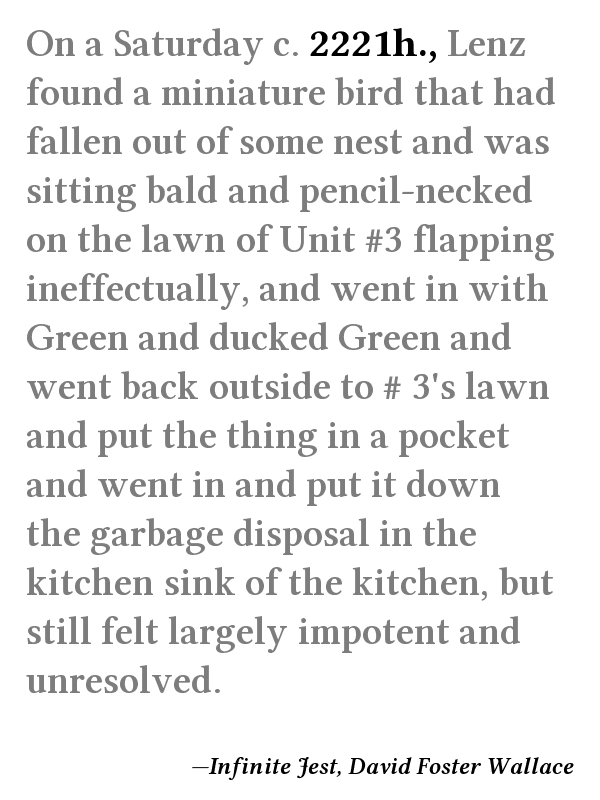 On a Saturday c. 2221h., Lenz
found a miniature bird that had
fallen out of some nest and was
sitting bald and pencil-necked
on the lawn of Unit #3 flapping
ineffectually, and went in with
Green and ducked Green and
went back outside to # 3's lawn
and put the thing in a pocket
and went in and put it down
the garbage disposal in the
kitchen sink of the kitchen, but
still felt largely impotent and
unresolved.
—Infinite Jest, David Foster Wallace